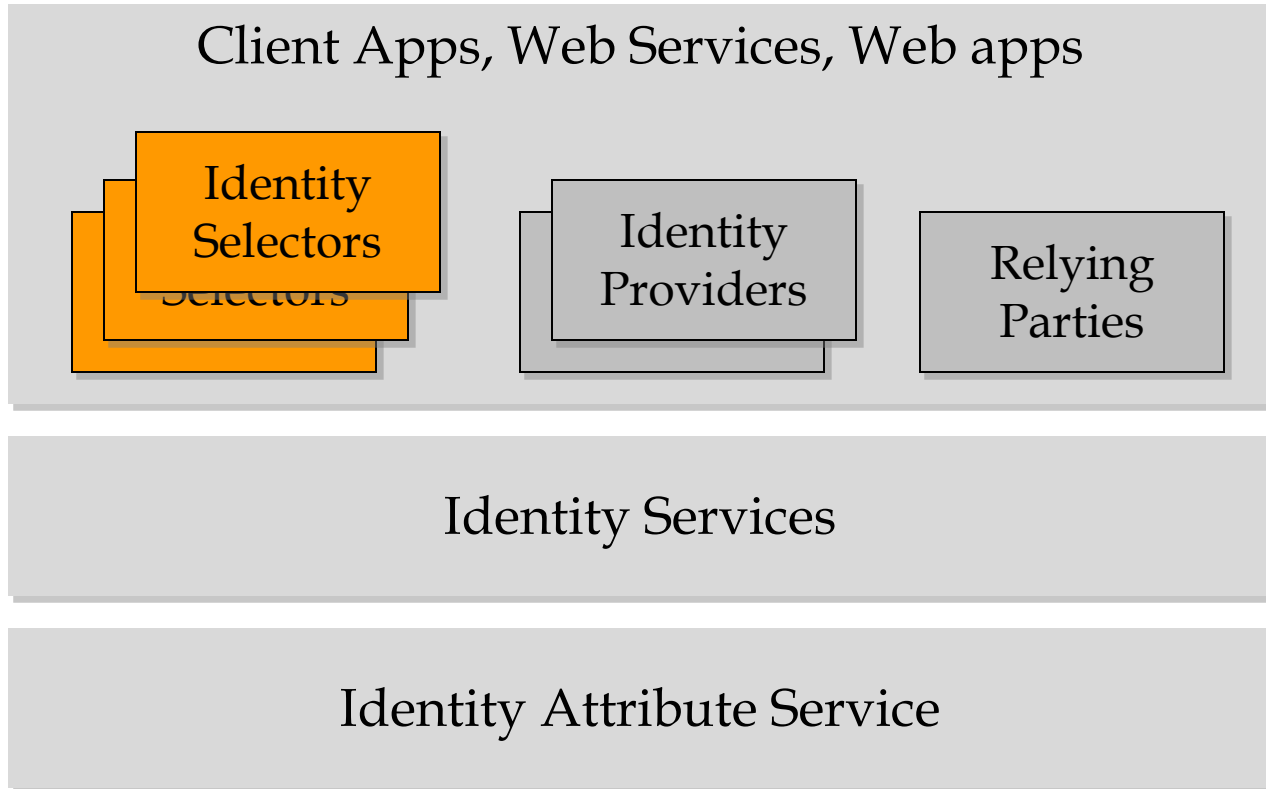 Client Apps, Web Services, Web apps
Identity
Selectors
Selectors
Identity
Providers
Relying
Parties
Identity Services
Identity Attribute Service